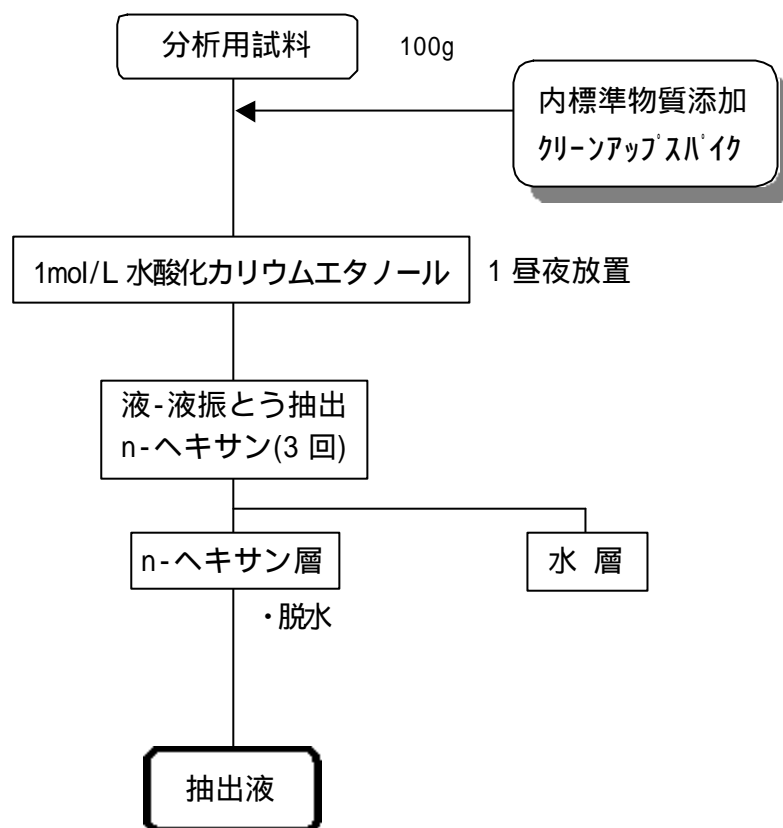 分析用試料
100g
内標準物質添加
クリーンアップスパイク
1mol/L 水酸化カリウムエタノール
1 昼夜放置
液-液振とう抽出
n-ヘキサン(3 回)
n-ヘキサン層
水 層
・脱水
抽出液